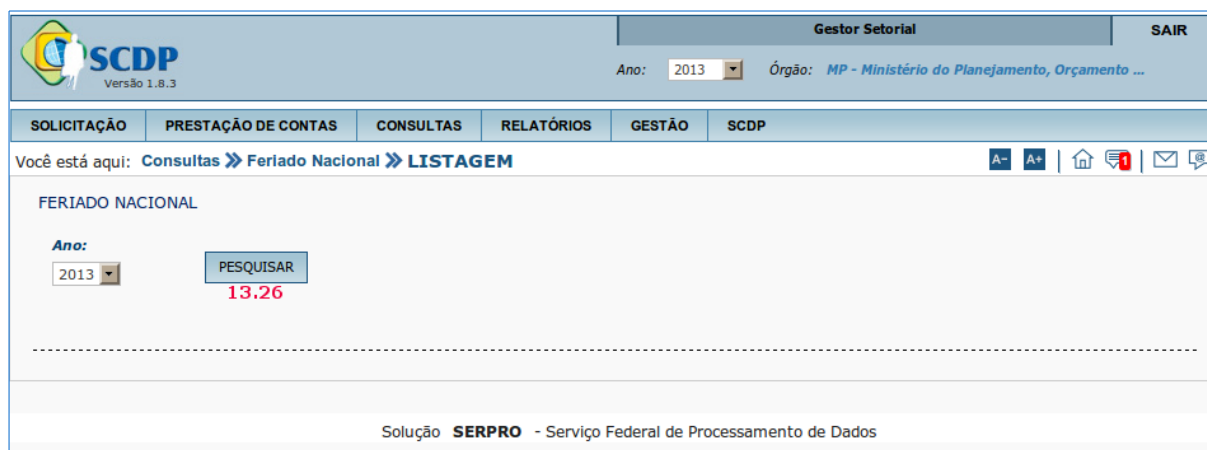 SCDP
Versão 1.8.3
Gestor Setorial
SAIR
Ano: 2013 Órgão: MP - Ministério do Planejamento, Orçamento ...
SOLICITAÇÃO PRESTAÇÃO DE CONTAS CONSULTAS RELATÓRIOS GESTÃO SCDP
Você está aqui: Consultas >> Feriado Nacional >> LISTAGEM
A- A+ 1
FERIADO NACIONAL
Ano:
2013 PESQUISAR
13.26
Solução SERPRO - Serviço Federal de Processamento de Dados